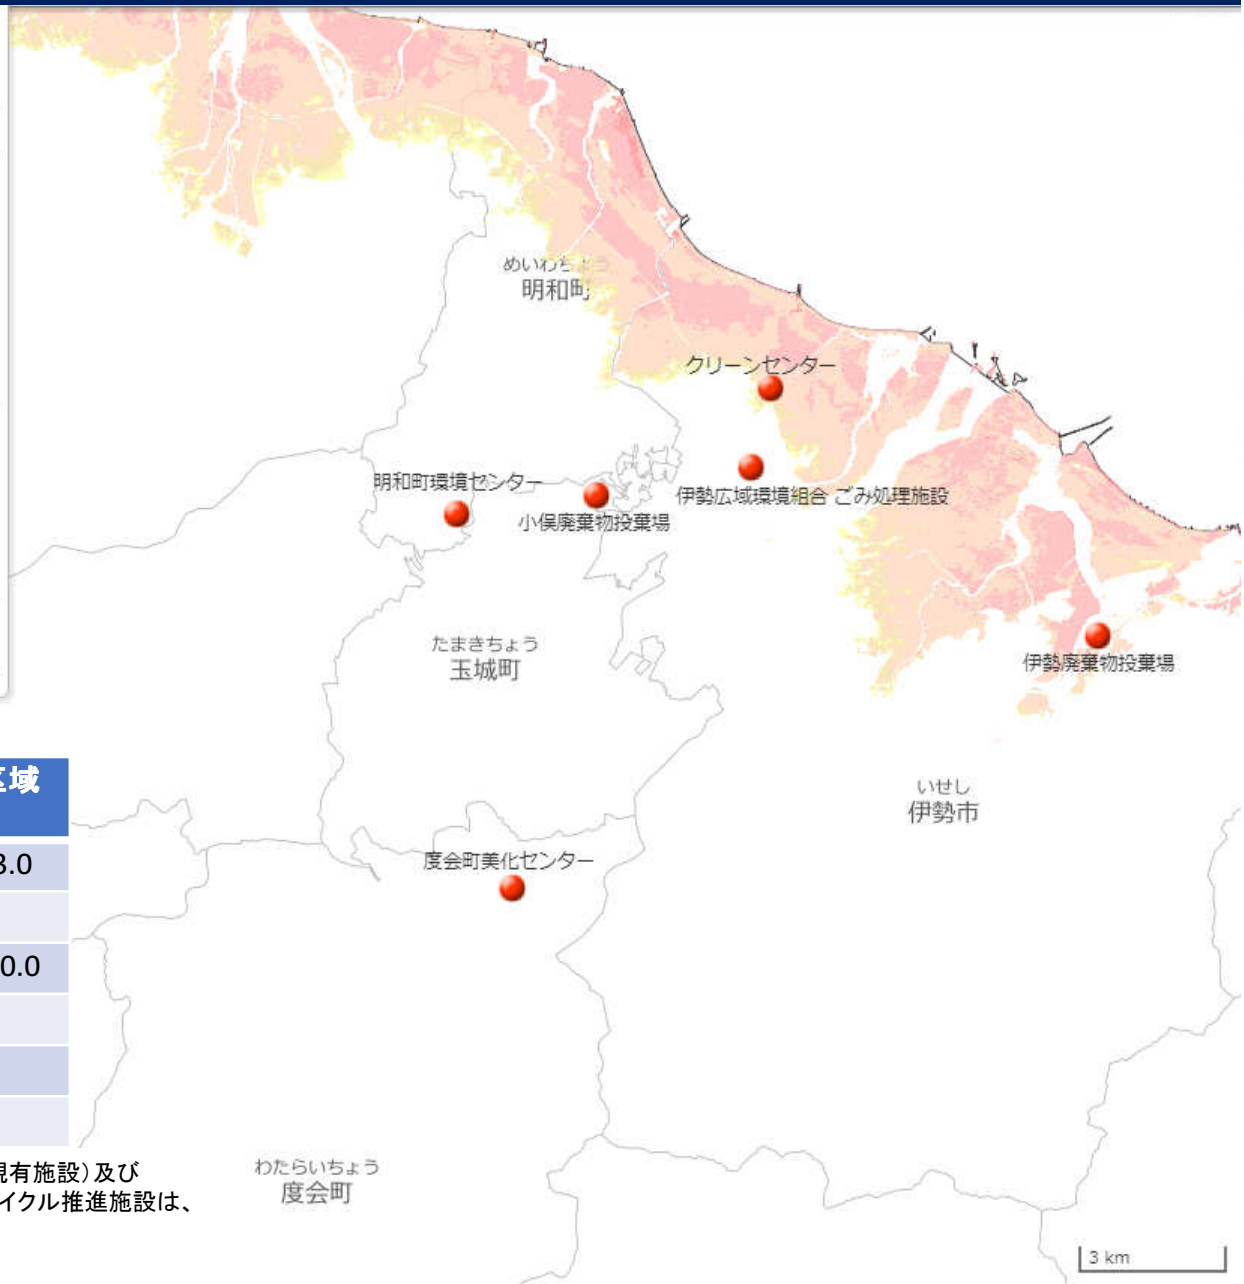 めいわちょう
明和町
クリーンセンター
明和町環境センター
小俣廃棄物投棄場
伊勢広域環境組合 ごみ処理施設
たまきちょう
玉城町
伊勢廃棄物投棄場
区域
3.0
0.0
いせし
伊勢市
度会町美化センター
現有施設)及び
イクル推進施設は、
わたらいちょう
度会町
3 km